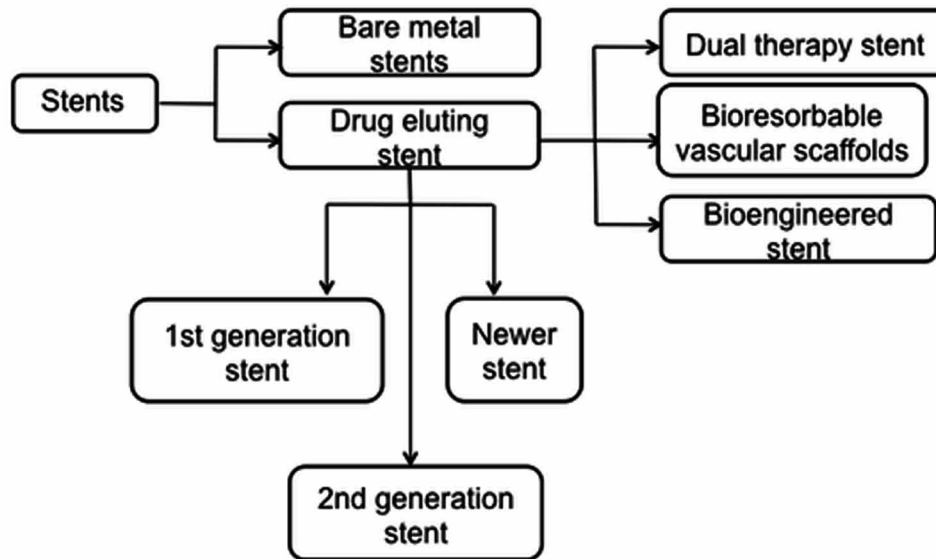 Stents
Bare metal
stents
Drug eluting
stent
Dual therapy stent
Bioresorbable
vascular scaffolds
Bioengineered
stent
1st generation
stent
Newer
stent
2nd generation
stent